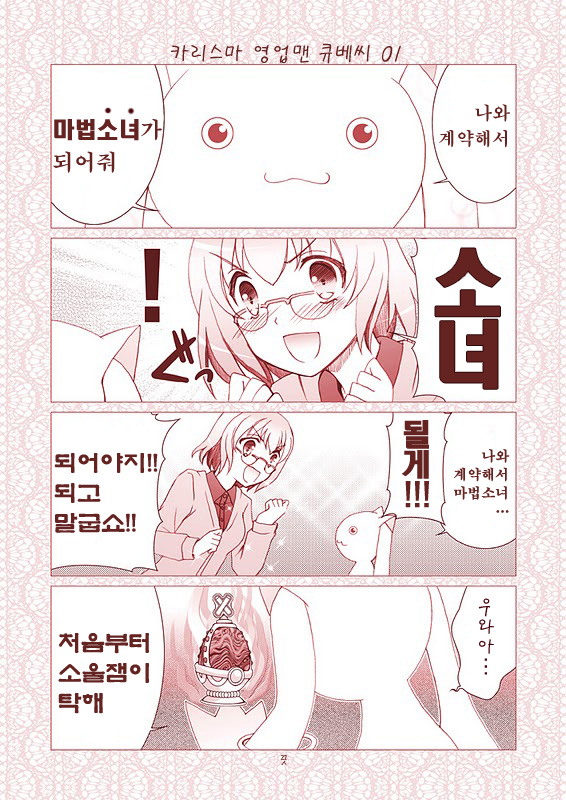 카리스마 영업맨 큐베씨 01
나와
계약해서
마법소녀가
되어줘
소녀
!
나와
계약해서
마법소녀
...
될게!!!
되어야지!!
되고
말굽쇼!!
우와아...
처음부터
소울잼이
탁해
끗